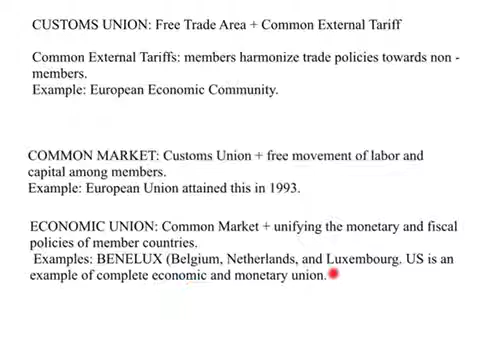 CUSTOMS UNION: Free Trade Area + Common External Tariff
Common External Tariffs: members harmonize trade policies towards non -
members.
Example: European Economic Community.
COMMON MARKET: Customs Union + free movement of labor and
capital among members.
Example: European Union attained this in 1993.
ECONOMIC UNION: Common Market + unifying the monetary and fiscal
policies of member countries.
Examples: BENELUX (Belgium, Netherlands, and Luxembourg. US is an
example of complete economic and monetary union.